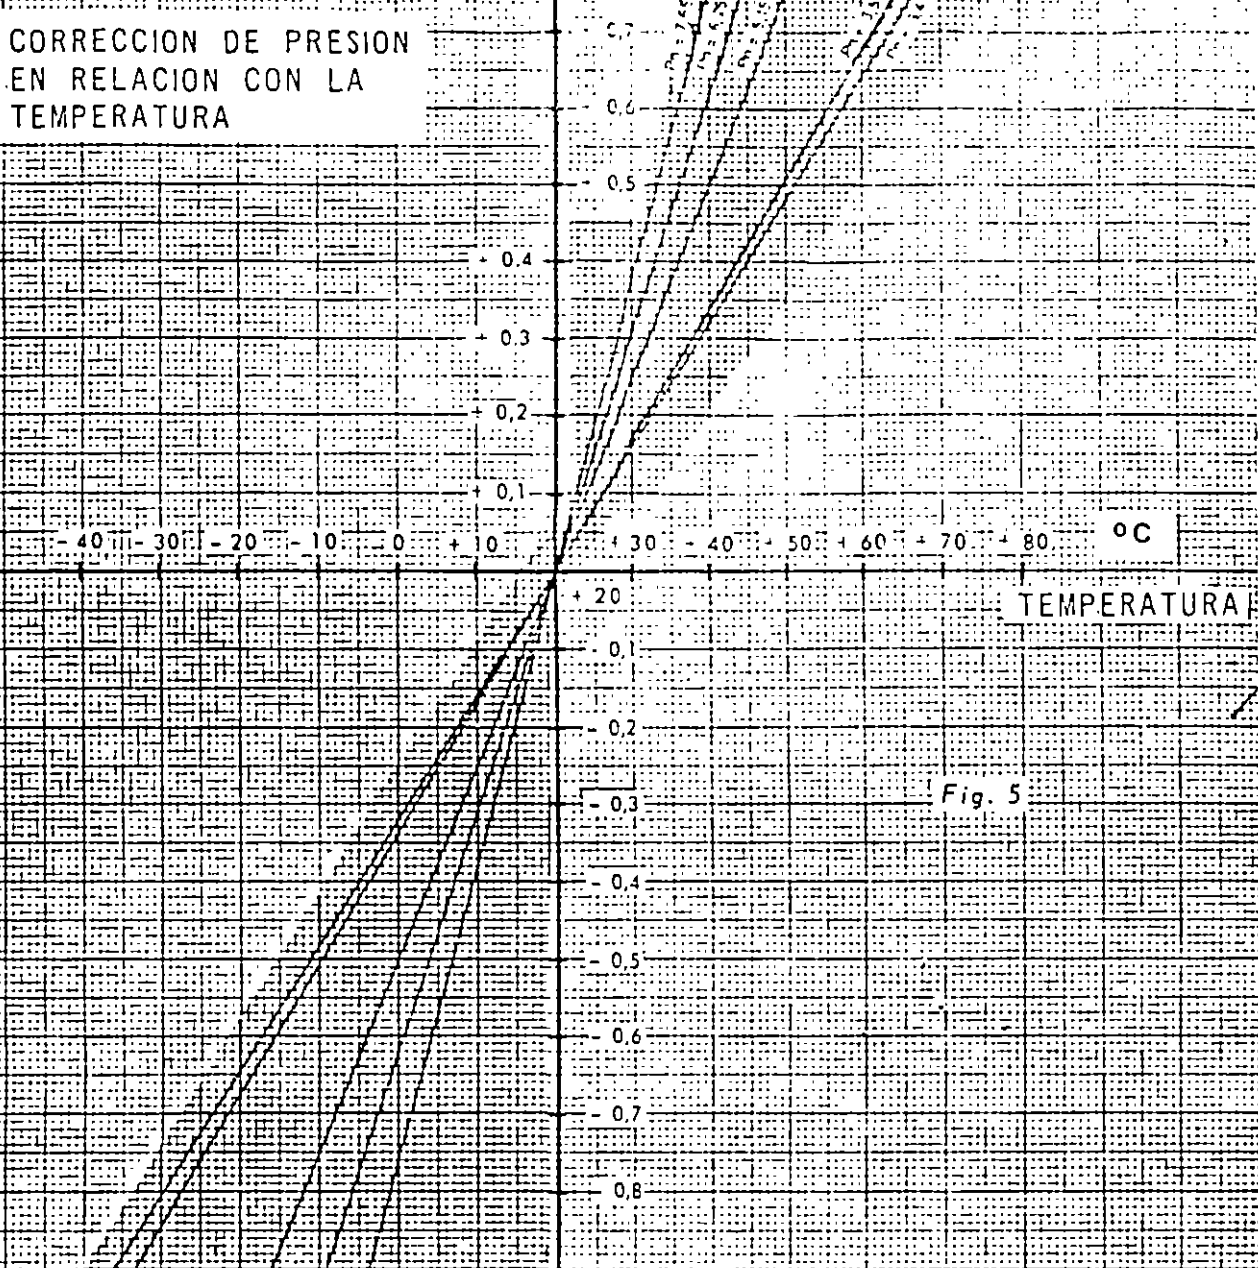 CORRECCION DE PRESION
EN RELACION CON LA
TEMPERATURA
0,7
0,6
0,5
+ 0,4
+ 0,3
+ 0,2
+ 0,1
- 40 - 30 - 20 - 10 0 + 10 + 30 + 40 + 50 + 60 + 70 + 80 °C
+ 20
TEMPERATURA
- 0,1
- 0,2
- 0,3
- 0,4
- 0,5
- 0,6
- 0,7
0,8
Fig. 5